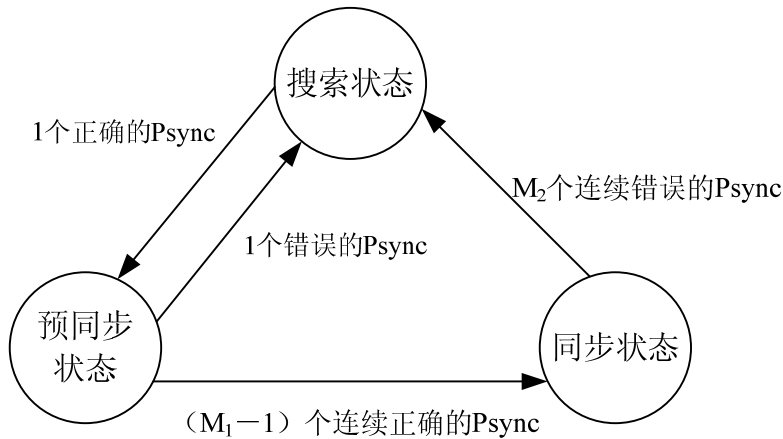 搜索状态
1个正确的Psync
M₂个连续错误的Psync
1个错误的Psync
预同步
状态
同步状态
（M₁－1）个连续正确的Psync